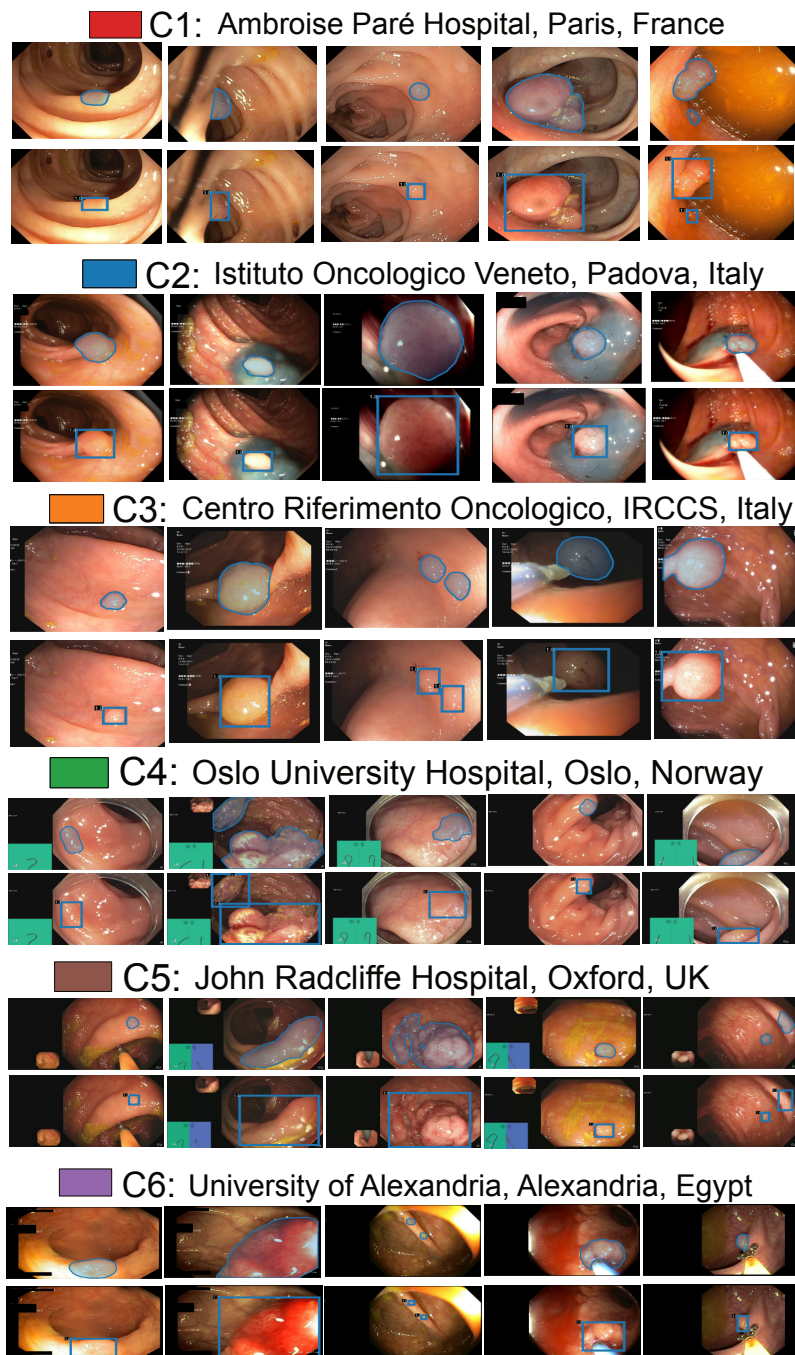 C1: Ambroise Paré Hospital, Paris, France
C2: Istituto Oncologico Veneto, Padova, Italy
C3: Centro Riferimento Oncologico, IRCCS, Italy
C4: Oslo University Hospital, Oslo, Norway
C5: John Radcliffe Hospital, Oxford, UK
C6: University of Alexandria, Alexandria, Egypt